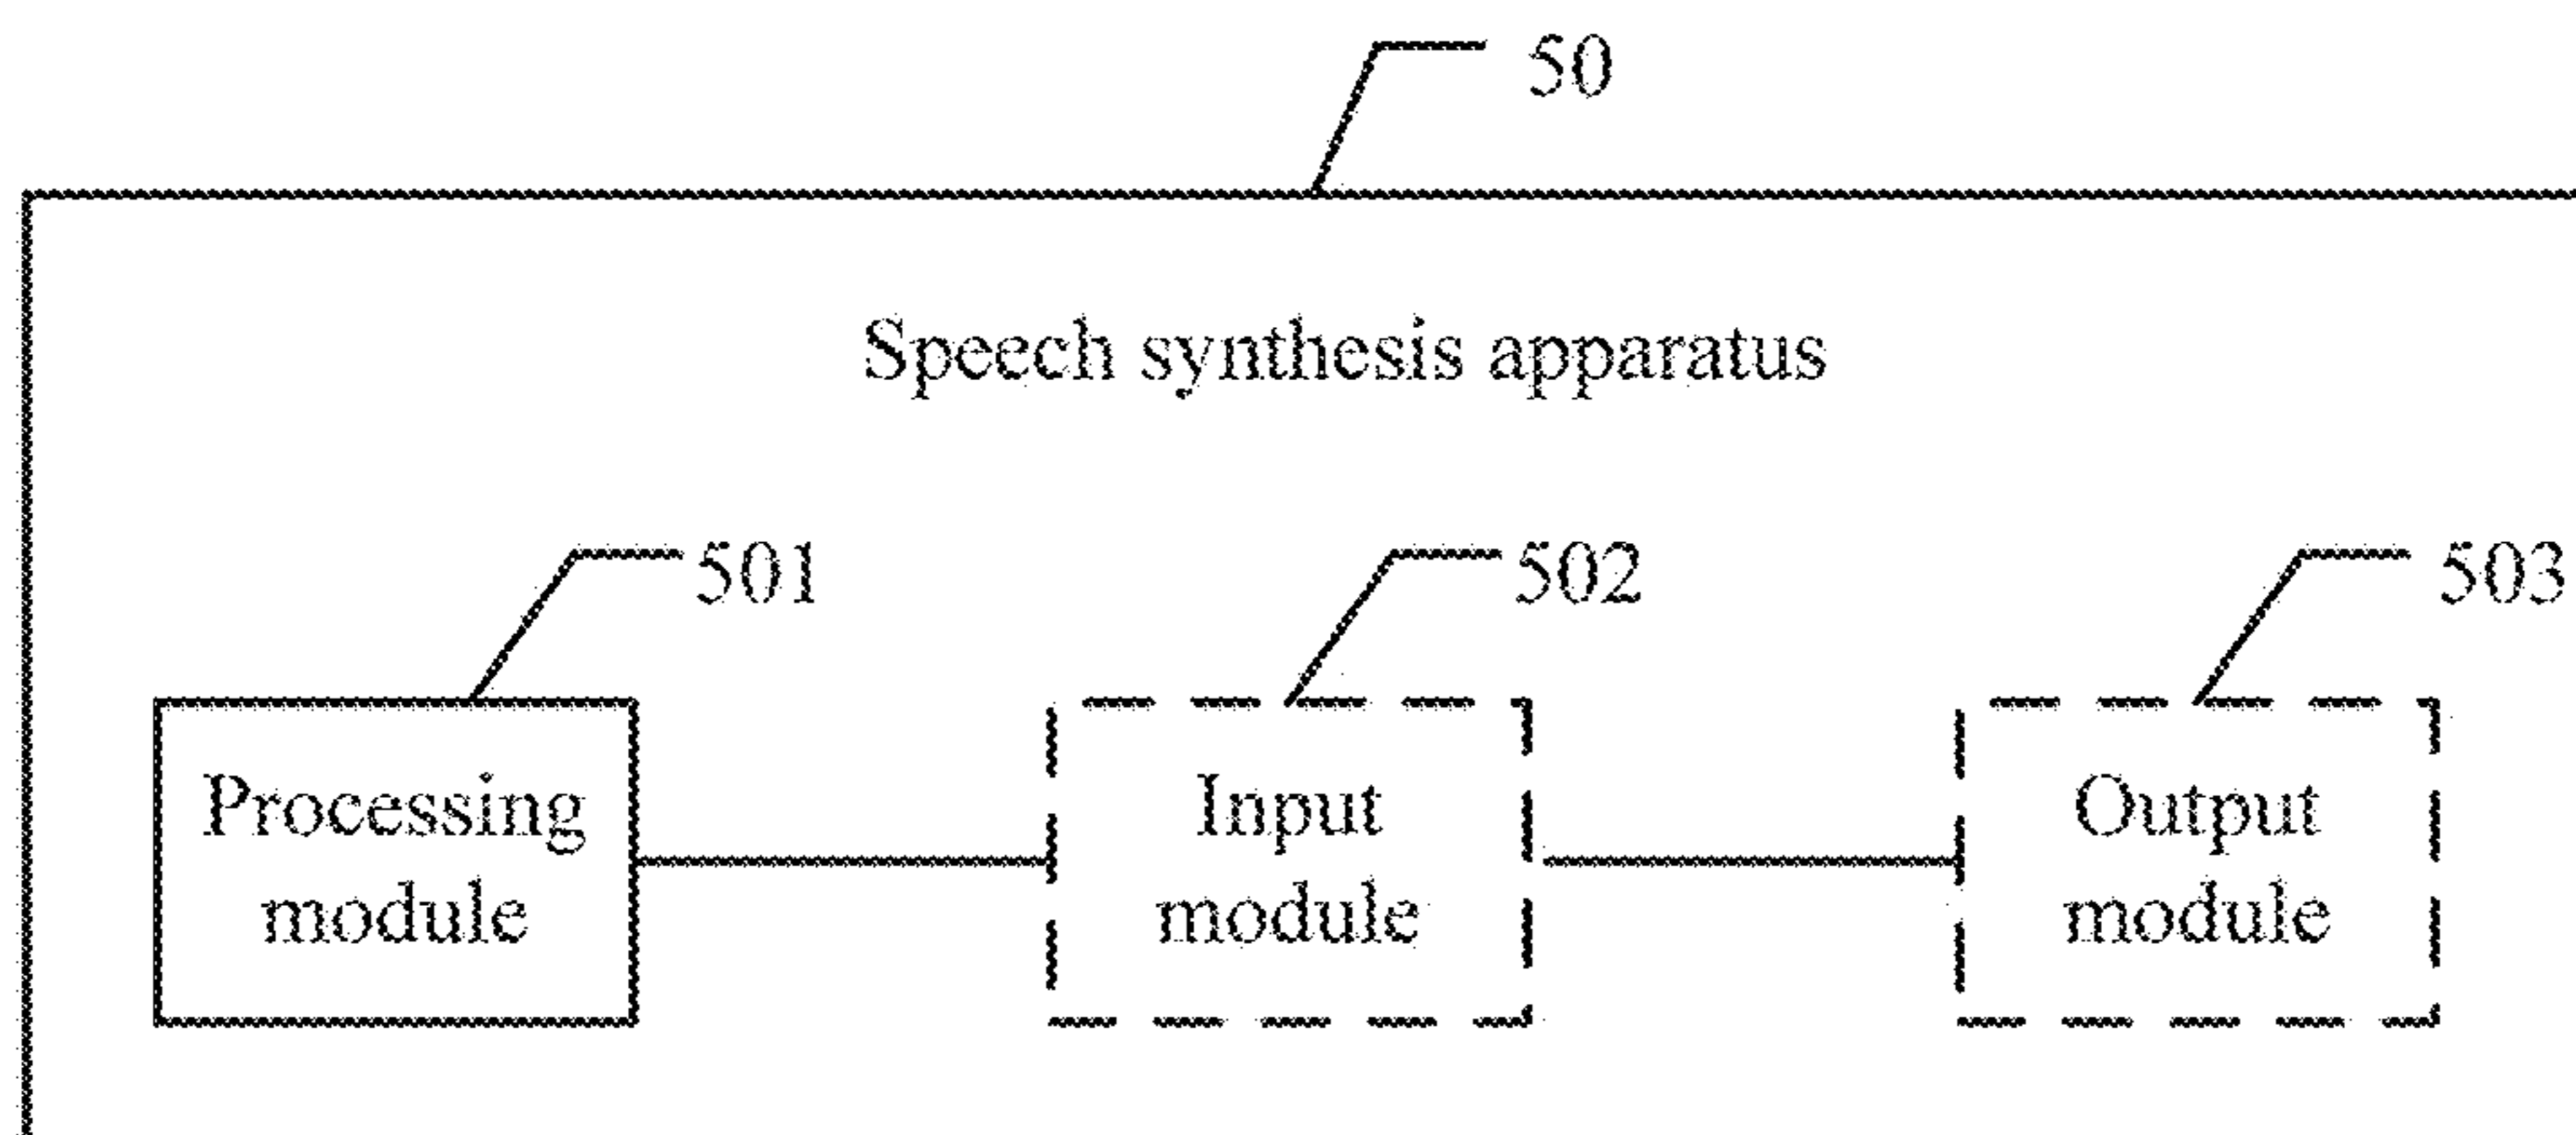 50
Speech synthesis apparatus
501
502
503
Processing
module
Input
module
Output
module